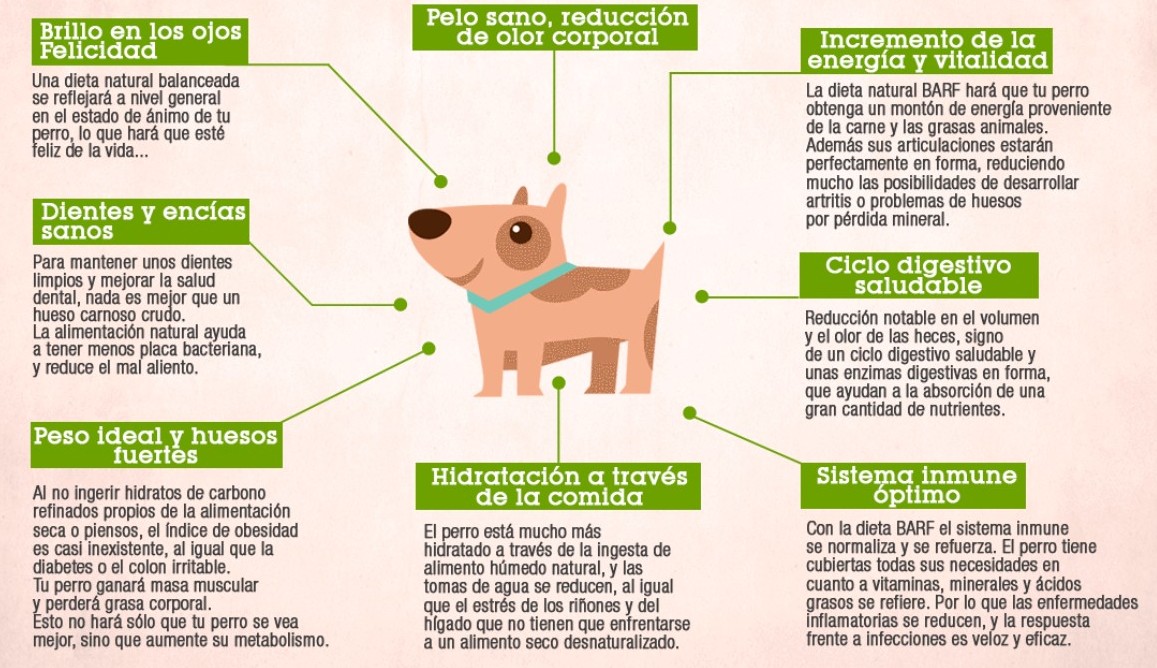 Brillo en los ojos
Felicidad
Una dieta natural balanceada
se reflejará a nivel general
en el estado de ánimo de tu
perro, lo que hará que esté
feliz de la vida...
Pelo sano, reducción
de olor corporal
Incremento de la
energía y vitalidad
La dieta natural BARF hará que tu perro
obtenga un montón de energía proveniente
de la carne y las grasas animales.
Además sus articulaciones estarán
perfectamente en forma, reduciendo
mucho las posibilidades de desarrollar
artritis o problemas de huesos
por pérdida mineral.
Dientes y encías
sanos
Para mantener unos dientes
limpios y mejorar la salud
dental, nada es mejor que un
hueso carnoso crudo.
La alimentación natural ayuda
a tener menos placa bacteriana,
y reduce el mal aliento.
Ciclo digestivo
saludable
Reducción notable en el volumen
y el olor de las heces, signo
de un ciclo digestivo saludable y
unas enzimas digestivas en forma,
que ayudan a la absorción de una
gran cantidad de nutrientes.
Peso ideal y huesos
fuertes
Al no ingerir hidratos de carbono
refinados propios de la alimentación
seca o piensos, el índice de obesidad
es casi inexistente, al igual que la
diabetes o el colon irritable.
Tu perro ganará masa muscular
y perderá grasa corporal.
Esto no hará sólo que tu perro se vea
mejor, sino que aumente su metabolismo.
Hidratación a través
de la comida
El perro está mucho más
hidratado a través de la ingesta de
alimento húmedo natural, y las
tomas de agua se reducen, al igual
que el estrés de los riñones y del
hígado que no tienen que enfrentarse
a un alimento seco desnaturalizado.
Sistema inmune
óptimo
Con la dieta BARF el sistema inmune
se normaliza y se refuerza. El perro tiene
cubiertas todas sus necesidades en
cuanto a vitaminas, minerales y ácidos
grasos se refiere. Por lo que las enfermedades
inflamatorias se reducen, y la respuesta
frente a infecciones es veloz y eficaz.